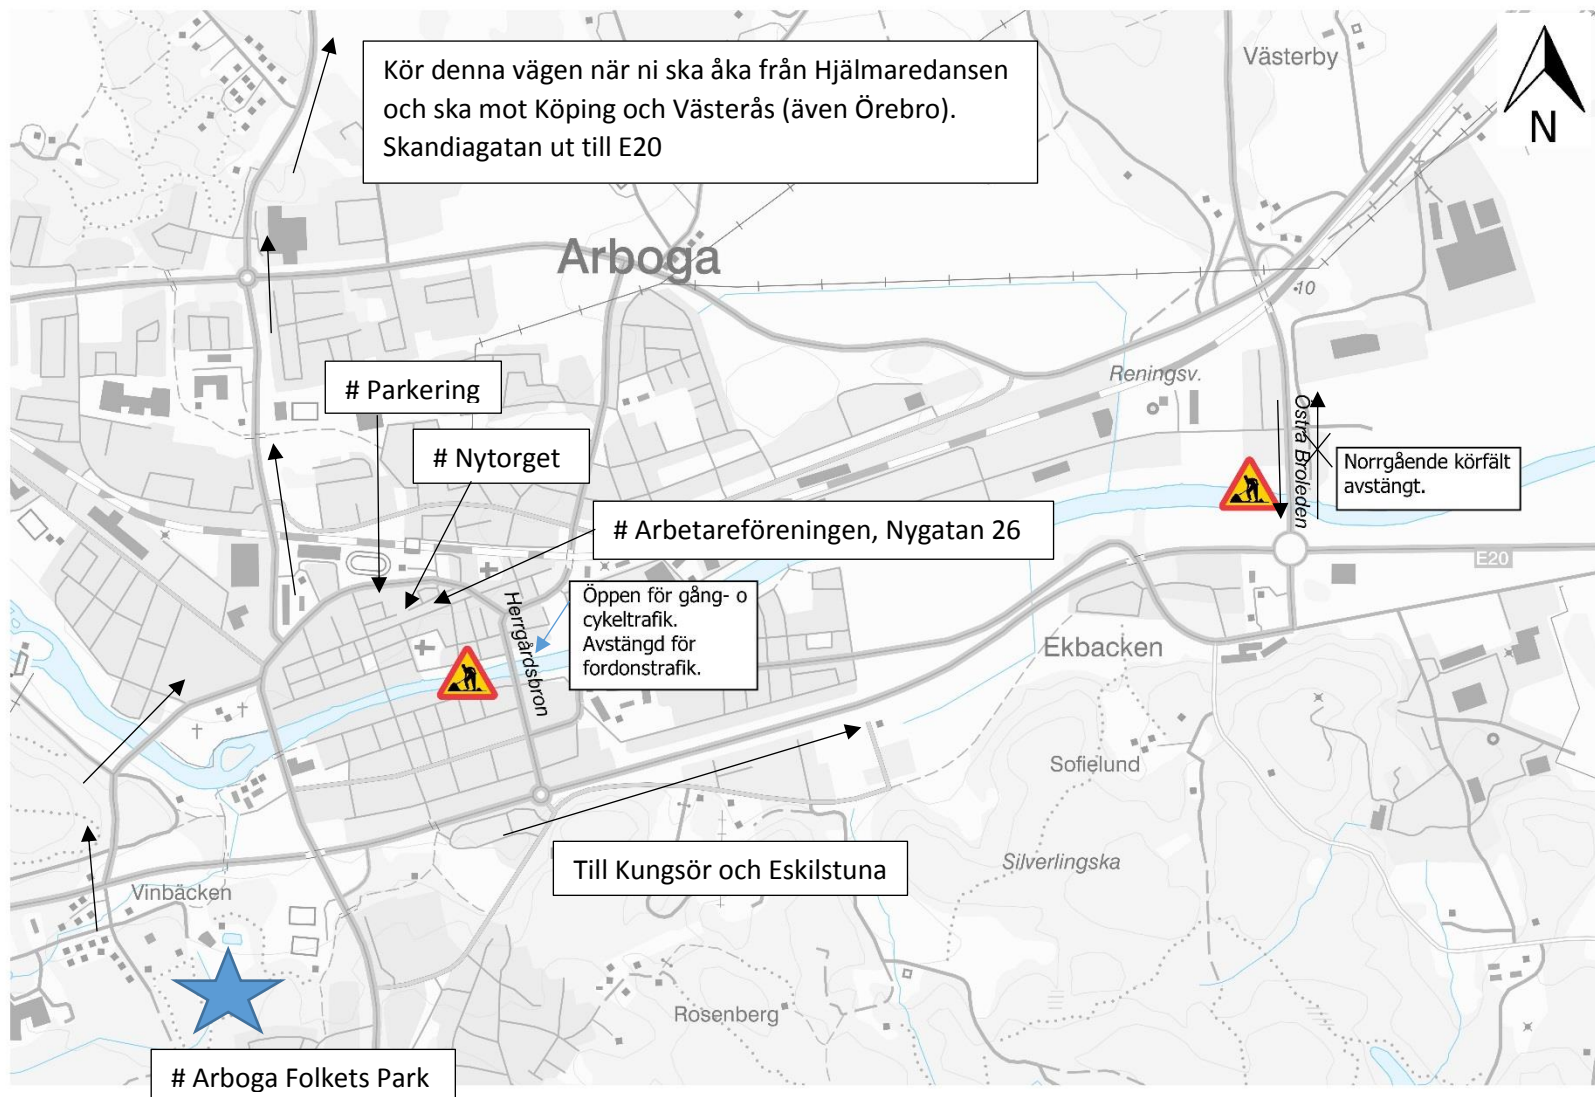 Kör denna vägen när ni ska åka från Hjälmaredansen
och ska mot Köping och Västerås (även Örebro).
Skandiagatan ut till E20
Västerby
N
Arboga
10
Reningsv.
# Parkering
# Nytorget
Östra Broleden
Norrgående körfält
avstängt.
# Arbetareföreningen, Nygatan 26
E20
Öppen för gång- o
cykeltrafik.
Avstängd för
fordonstrafik.
Herrgårdsbron
Ekbacken
Sofielund
Till Kungsör och Eskilstuna
Silverlingska
Vinbäcken
Rosenberg
# Arboga Folkets Park